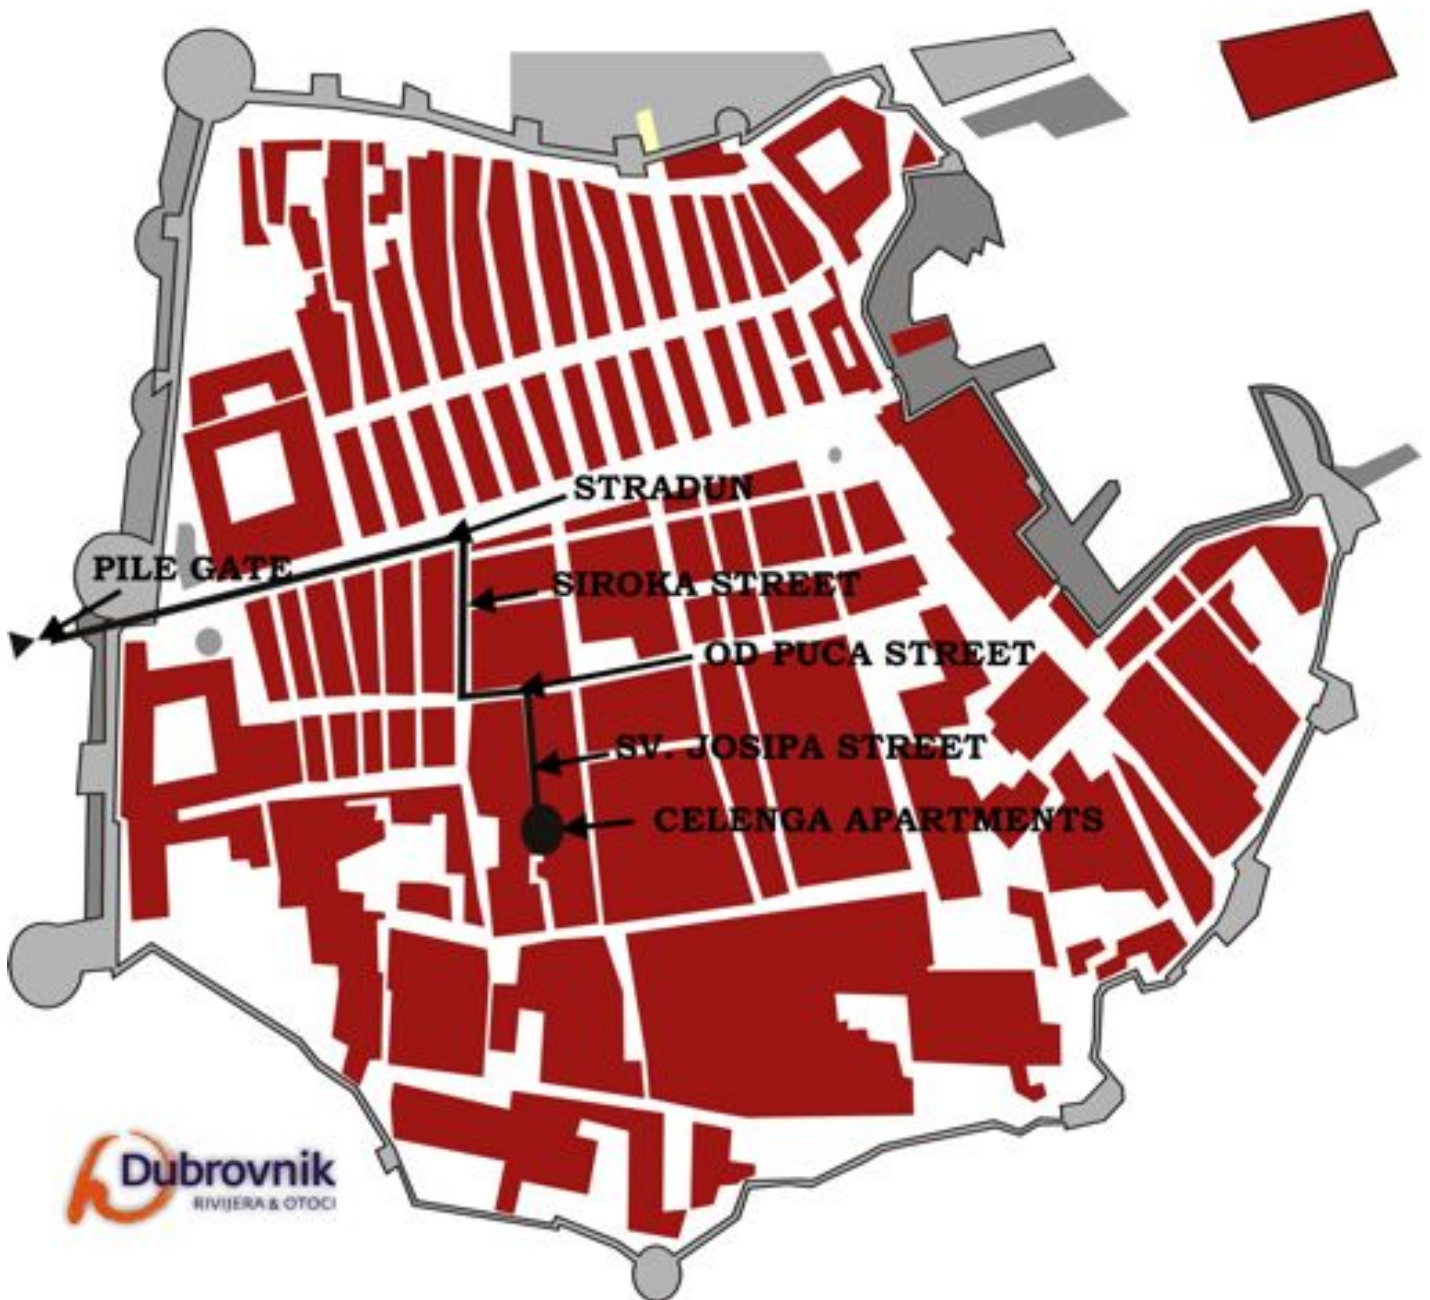 STRADUN
PILE GATE
SIROKA STREET
OD PUCA STREET
SV. JOSIPA STREET
CELENGA APARTMENTS
Dubrovnik
RIVIJERA & OTOCI